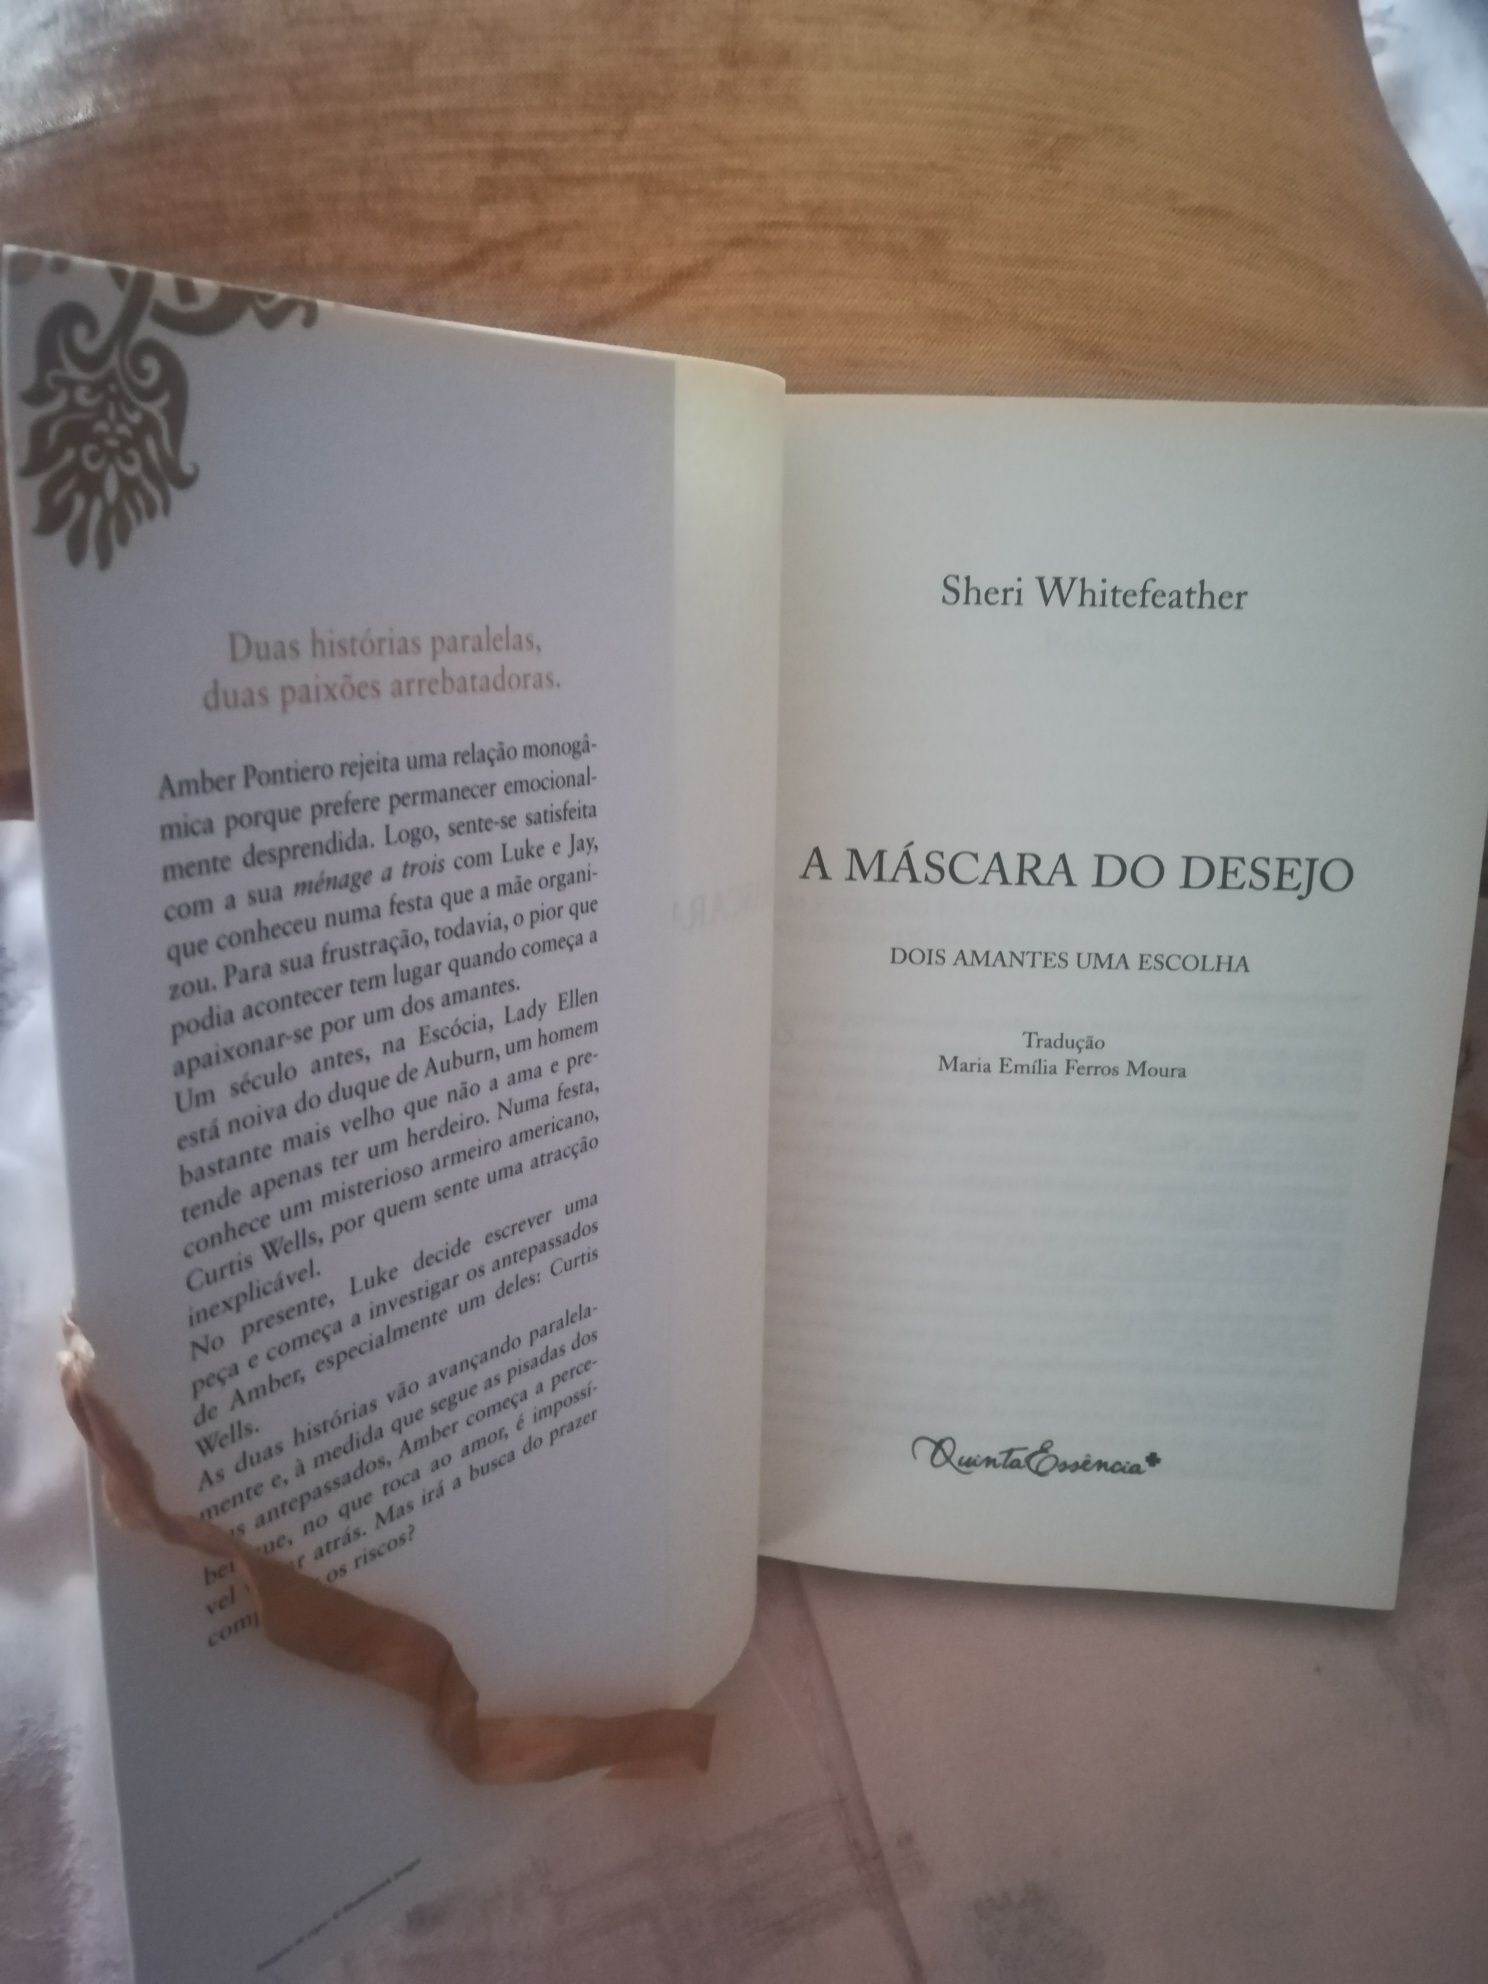 Duas histórias paralelas,
duas paixões arrebatadoras.
Amber Pontiero rejeita uma relação monogâ-
mica porque prefere permanecer emocional-
mente desprendida. Logo, sente-se satisfeita
com a sua ménage a trois com Luke e Jay,
que conheceu numa festa que a mãe organi-
zou. Para sua frustração, todavia, o pior que
podia acontecer tem lugar quando começa a
apaixonar-se por um dos amantes.
Um século antes, na Escócia, Lady Ellen
está noiva do duque de Auburn, um homem
bastante mais velho que não a ama e pre-
tende apenas ter um herdeiro. Numa festa,
conhece um misterioso armeiro americano,
Curtis Wells, por quem sente uma atracção
inexplicável.
No presente, Luke decide escrever uma
peça e começa a investigar os antepassados
de Amber, especialmente um deles: Curtis
Wells.
As duas histórias vão avançando paralela-
mente e, à medida que segue as pisadas dos
antepassados, Amber começa a perce-
no que toca ao amor, é impossí-
vel atrás. Mas irá a busca do prazer
os riscos?
Sheri Whitefeather
A MÁSCARA DO DESEJO
DOIS AMANTES UMA ESCOLHA
Tradução
Maria Emília Ferros Moura
QuintaEssência